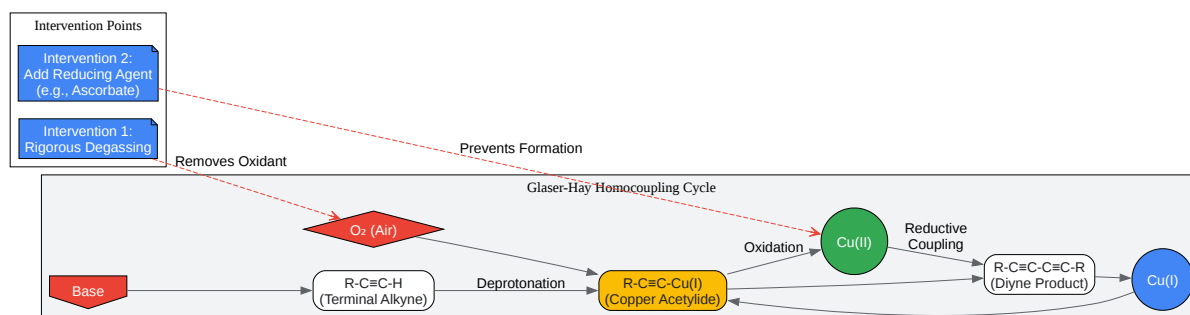 Intervention Points
Intervention 2:
Add Reducing Agent
(e.g., Ascorbate)
Intervention 1:
Rigorous Degassing
Removes Oxidant
Prevents Formation
Glaser-Hay Homocoupling Cycle
O₂ (Air)
Cu(II)
Reductive
Coupling
Oxidation
Base
R-C≡C-H
(Terminal Alkyne)
Deprotonation
R-C≡C-Cu(I)
(Copper Acetylide)
R-C≡C-C≡C-R
(Diyne Product)
Cu(I)